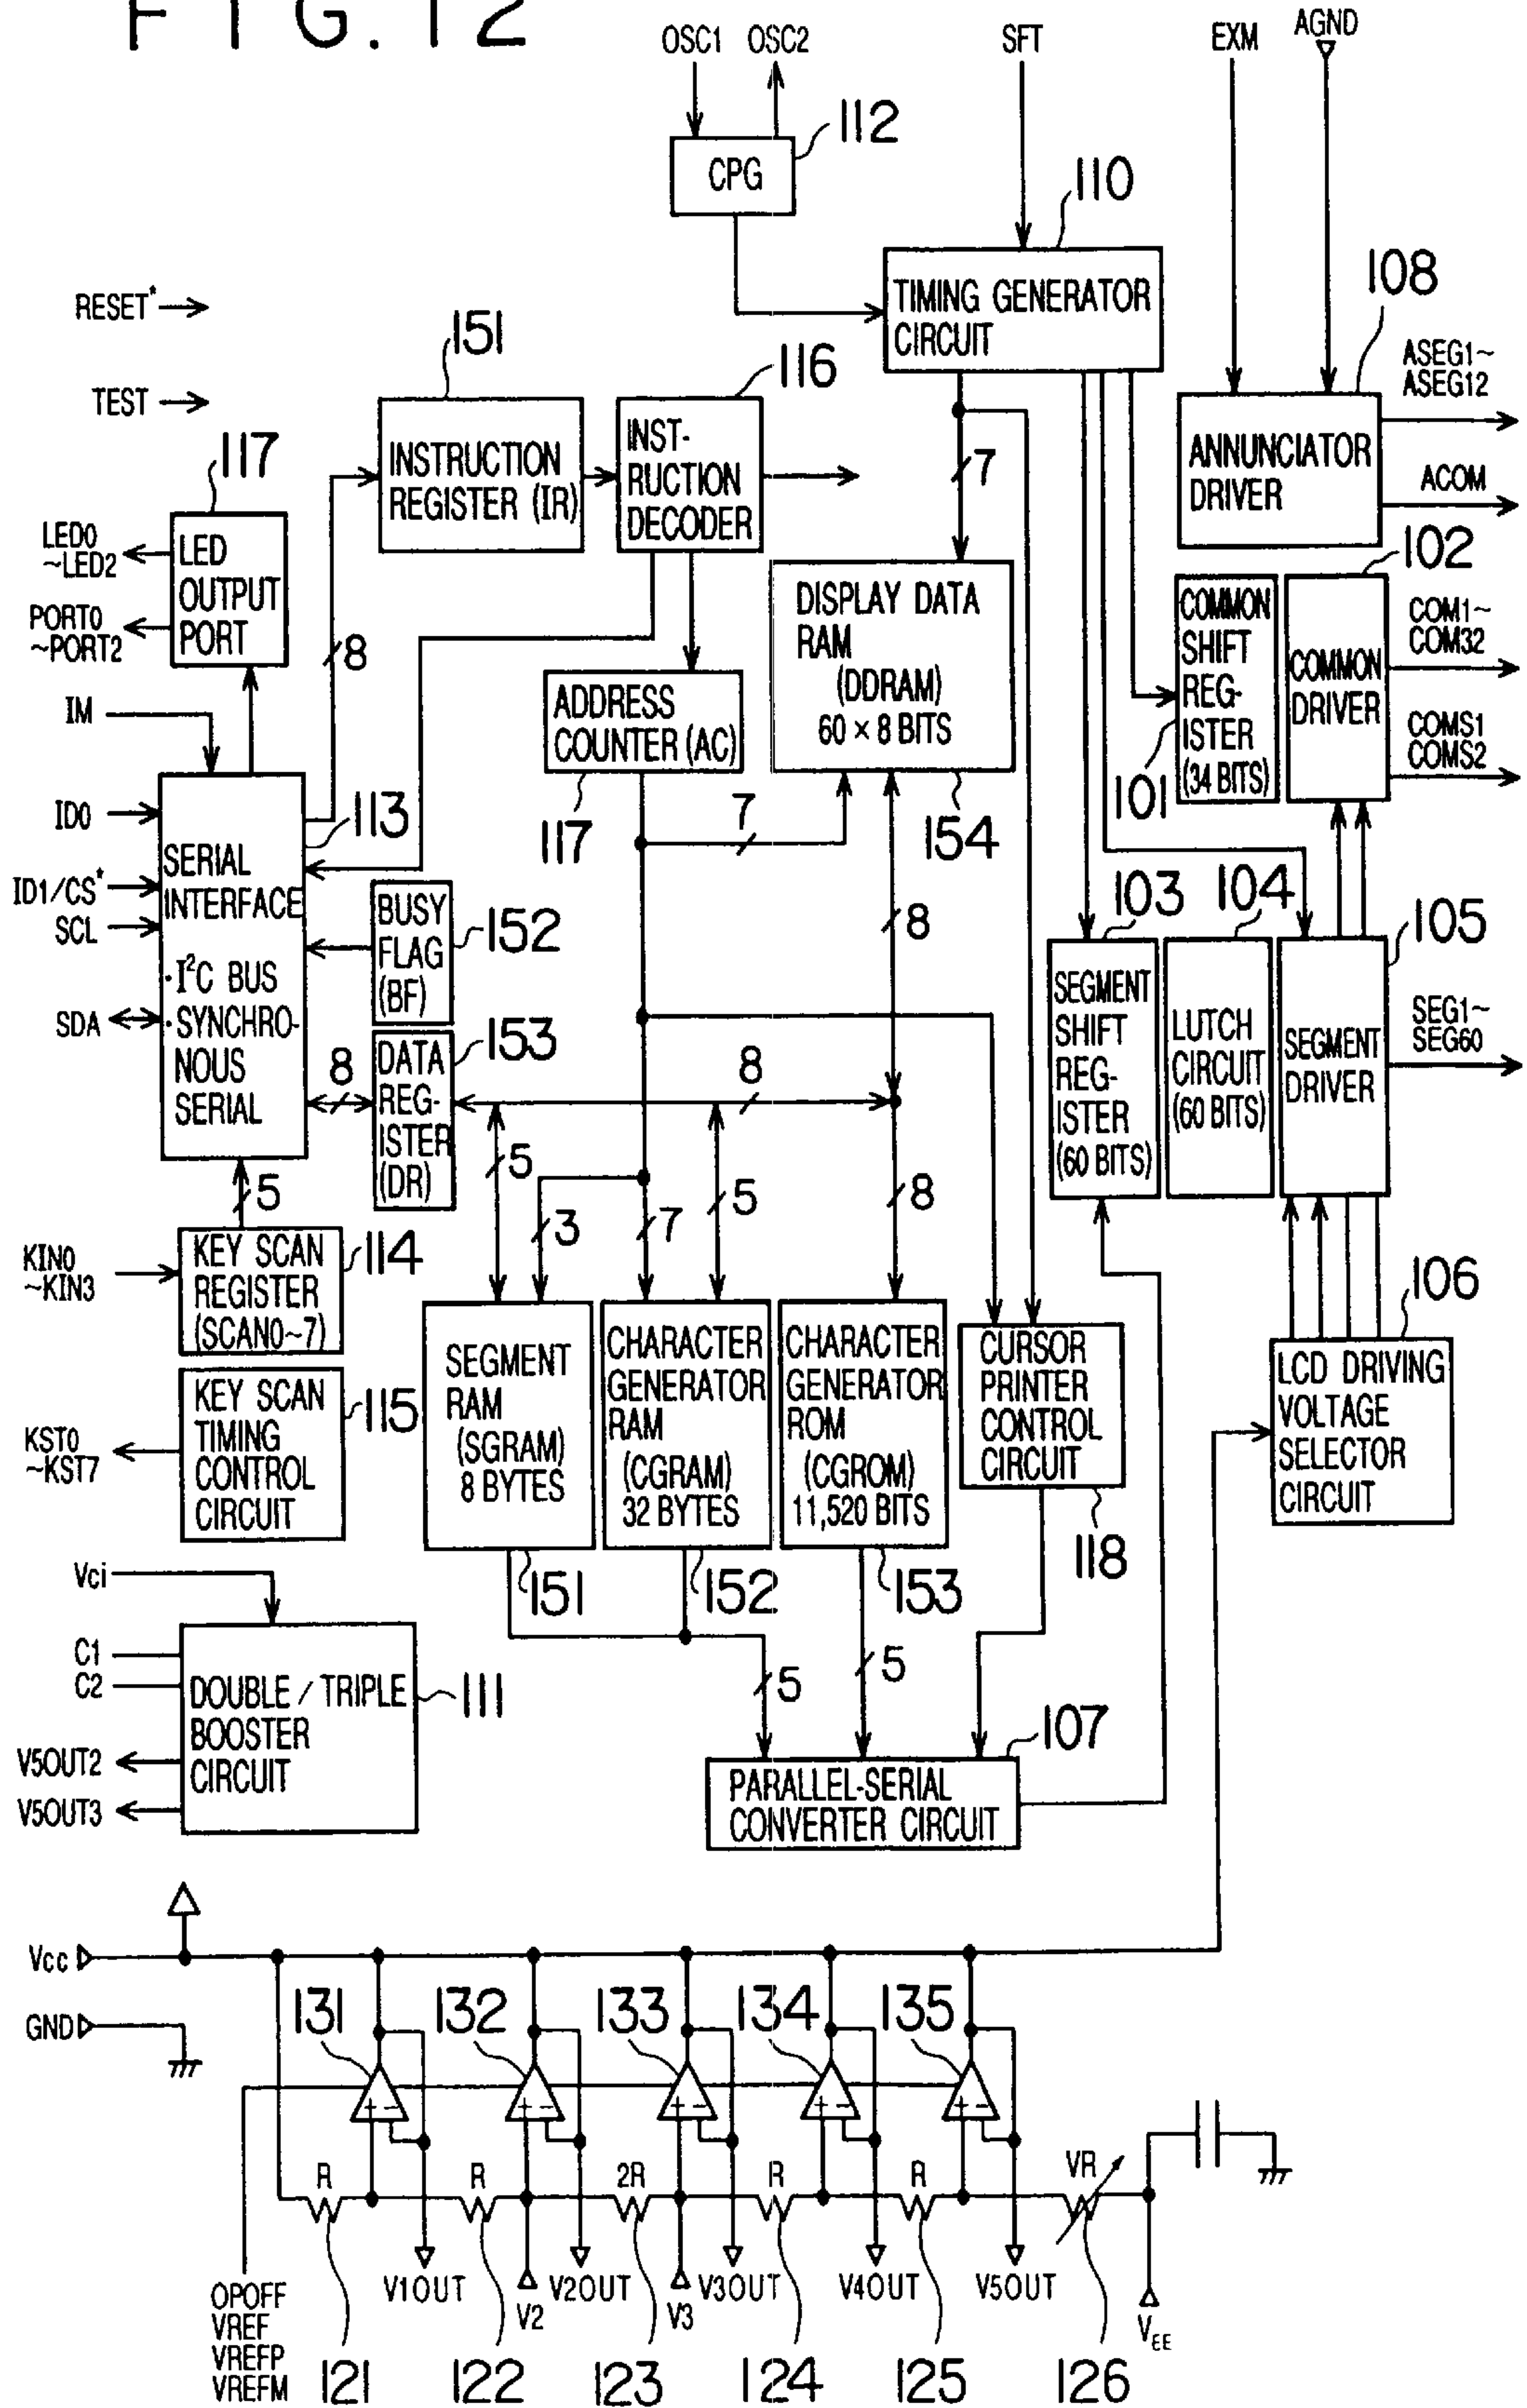 FIG. 12
OSC1 OSC2 SFT EXM AGND
112
CPG
110
TIMING GENERATOR
CIRCUIT
108
RESET*
TEST
151
INSTRUCTION
REGISTER (IR)
116
INST-
RUCTION
DECODER
7
ASEG1~
ASEG12
ANNUNCIATOR
DRIVER
ACOM
117
LED
OUTPUT
PORT
LED0
~LED2
PORT0
~PORT2
8
IM
DISPLAY DATA
RAM
(DDRAM)
60 × 8 BITS
154
ADDRESS
COUNTER (AC)
117
7
102
COMMON
SHIFT
REG-
ISTER
(34 BITS)
101
COMMON
DRIVER
COM1~
COM32
COMS1
COMS2
ID0
ID1/CS*
SCL
SDA
113
SERIAL
INTERFACE
·I²C BUS
·SYNCHRO-
NOUS
SERIAL
BUSY
FLAG
(BF)
152
8
DATA
REG-
ISTER
(DR)
153
8
8
5
3
7
5
8
103
SEGMENT
SHIFT
REG-
ISTER
(60 BITS)
104
LUTCH
CIRCUIT
(60 BITS)
105
SEGMENT
DRIVER
SEG1~
SEG60
5
KIN0
~KIN3
KEY SCAN
REGISTER
(SCAN0~7)
114
KST0
~KST7
KEY SCAN
TIMING
CONTROL
CIRCUIT
115
SEGMENT
RAM
(SGRAM)
8 BYTES
151
CHARACTER
GENERATOR
RAM
(CGRAM)
32 BYTES
152
CHARACTER
GENERATOR
ROM
(CGROM)
11,520 BITS
153
CURSOR
PRINTER
CONTROL
CIRCUIT
118
106
LCD DRIVING
VOLTAGE
SELECTOR
CIRCUIT
Vci
C1
C2
V5OUT2
V5OUT3
DOUBLE / TRIPLE
BOOSTER
CIRCUIT
111
5
5
107
PARALLEL-SERIAL
CONVERTER CIRCUIT
Vcc
GND
131 132 133 134 135
+ - + - + - + - + -
R R 2R R R VR
V1OUT V2 V2OUT V3 V3OUT V4OUT V5OUT VEE
OPOFF
VREF
VREFP
VREFM
121 122 123 124 125 126